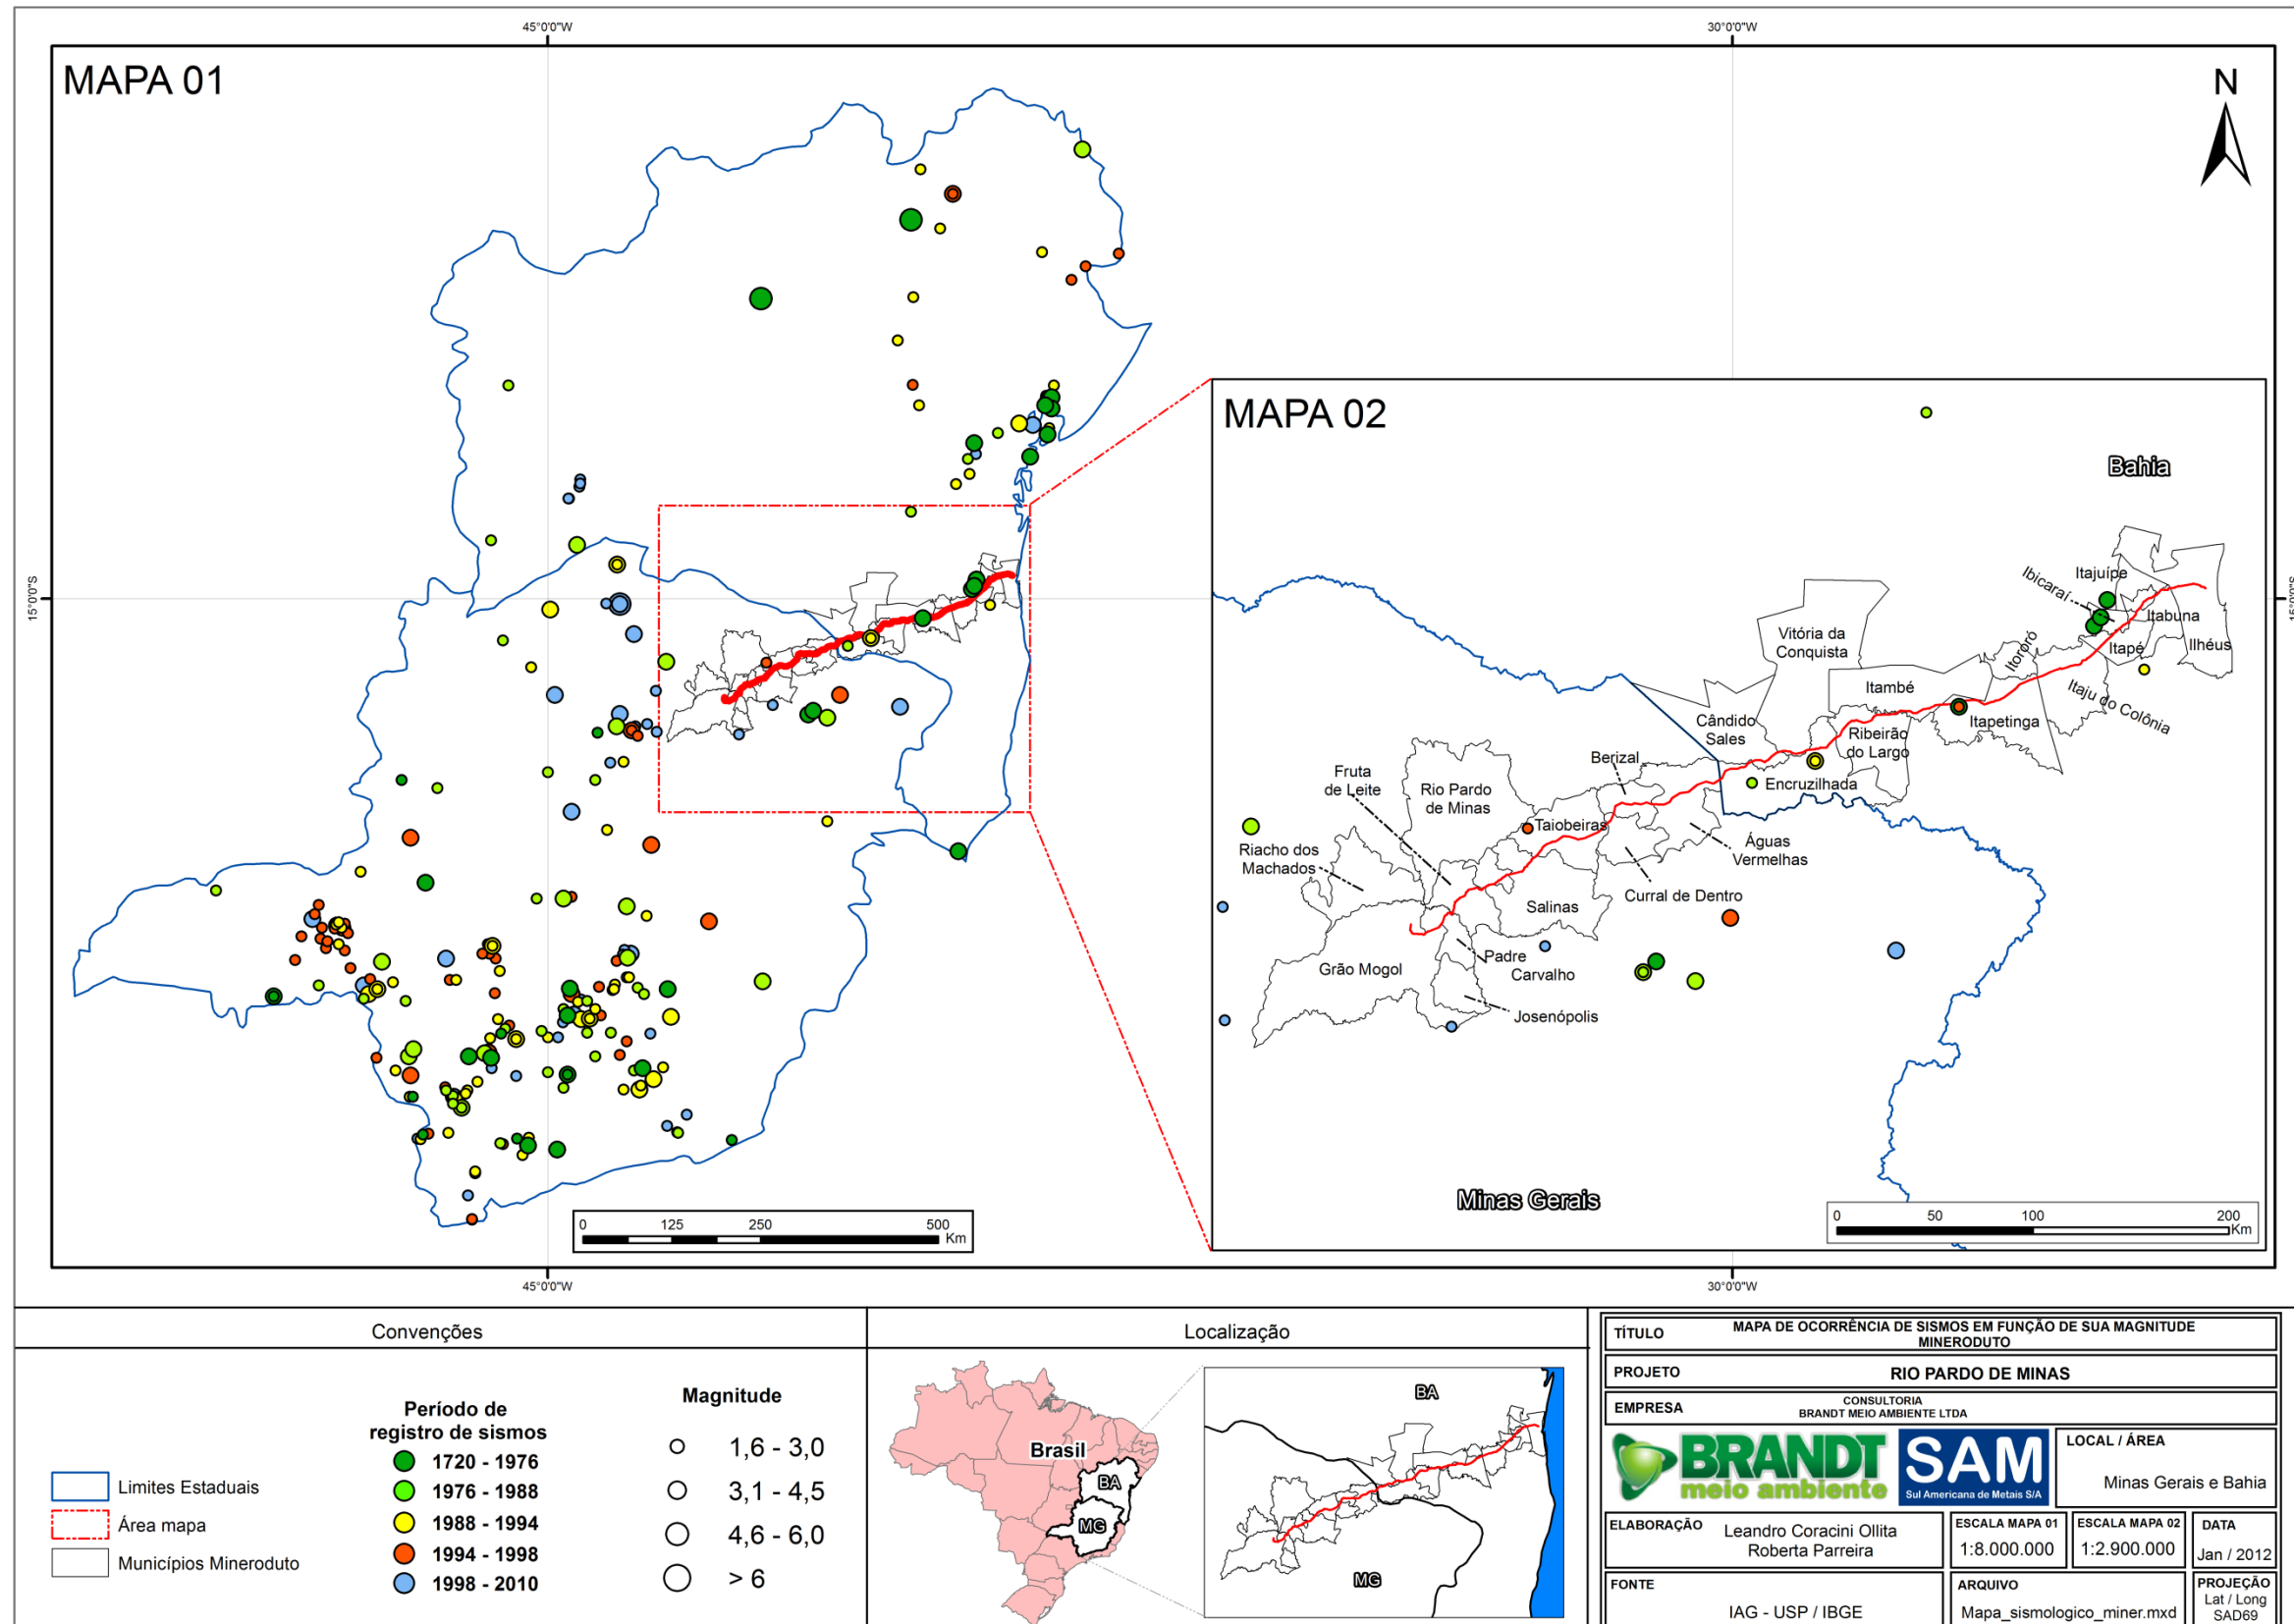 45°0'0"W
30°0'0"W
MAPA 01
N
MAPA 02
Bahia
Itajuípe
Ibicaraí
Itabuna
Vitória da
Conquista
Itororó
Itapé
Ilhéus
Itambé
Itaju do Colônia
Cândido
Sales
Itapetinga
Ribeirão
do Largo
Berizal
Fruta
de Leite
Encruzilhada
Rio Pardo
de Minas
Taiobeiras
Águas
Vermelhas
Riacho dos
Machados
Curral de Dentro
Salinas
Padre
Carvalho
Grão Mogol
Josenópolis
Minas Gerais
0 50 100 200
Km
0 125 250 500
Km
15°0'0"S
15°0'0"S
45°0'0"W
30°0'0"W
Convenções
Limites Estaduais
Área mapa
Municípios Mineroduto
Período de
registro de sismos
1720 - 1976
1976 - 1988
1988 - 1994
1994 - 1998
1998 - 2010
Magnitude
1,6 - 3,0
3,1 - 4,5
4,6 - 6,0
> 6
Localização
Brasil
BA
MG
BA
MG
TÍTULO
MAPA DE OCORRÊNCIA DE SISMOS EM FUNÇÃO DE SUA MAGNITUDE
MINERODUTO
PROJETO
RIO PARDO DE MINAS
EMPRESA
CONSULTORIA
BRANDT MEIO AMBIENTE LTDA
BRANDT
meio ambiente
SAM
Sul Americana de Metais S/A
LOCAL / ÁREA
Minas Gerais e Bahia
ELABORAÇÃO
Leandro Coracini Ollita
Roberta Parreira
ESCALA MAPA 01
1:8.000.000
ESCALA MAPA 02
1:2.900.000
DATA
Jan / 2012
FONTE
IAG - USP / IBGE
ARQUIVO
Mapa_sismologico_miner.mxd
PROJEÇÃO
Lat / Long
SAD69